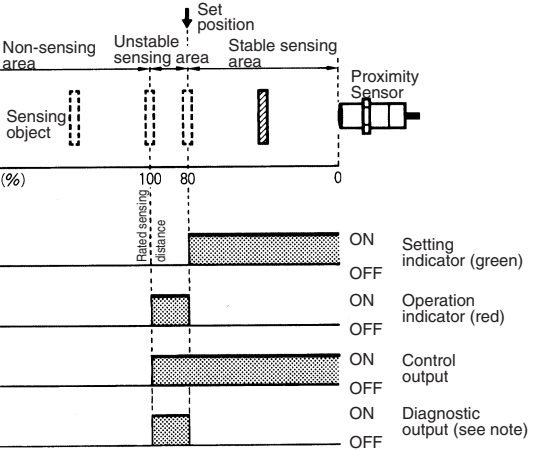 Set
position
Non-sensing
area
Unstable
sensing area
Stable sensing
area
Proximity
Sensor
Sensing
object
(%)
100
80
0
Rated sensing
distance
ON
OFF
Setting
indicator (green)
ON
OFF
Operation
indicator (red)
ON
OFF
Control
output
ON
OFF
Diagnostic
output (see note)